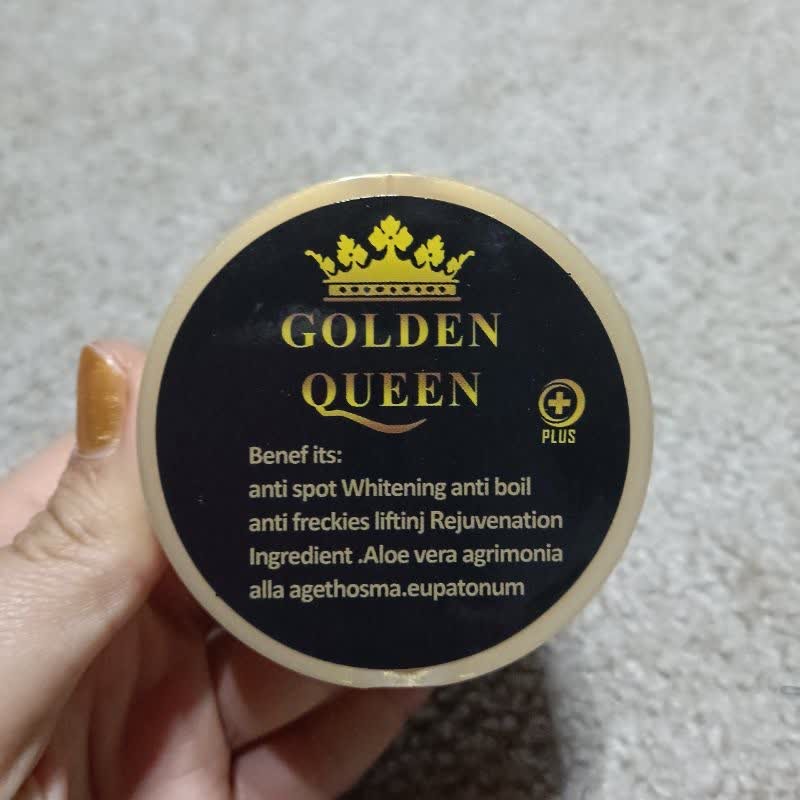 GOLDEN
QUEEN
PLUS
Benef its:
anti spot Whitening anti boil
anti freckies liftinj Rejuvenation
Ingredient .Aloe vera agrimonia
alla agethosma.eupatonum